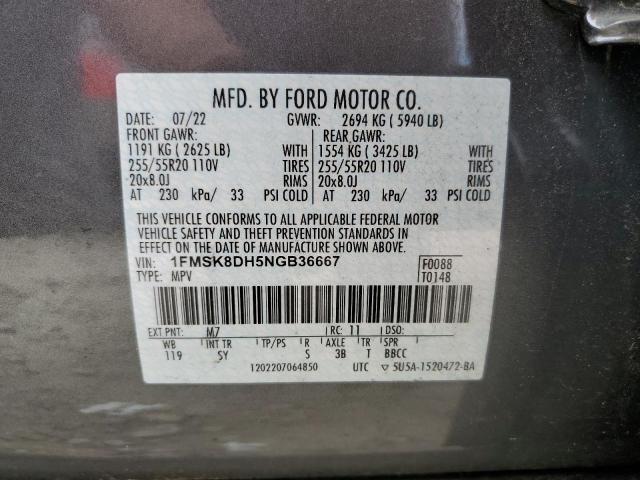 MFD. BY FORD MOTOR CO.
DATE: 07/22 GVWR: 2694 KG ( 5940 LB)
FRONT GAWR: REAR GAWR:
1191 KG ( 2625 LB) WITH 1554 KG ( 3425 LB) WITH
255/55R20 110V TIRES 255/55R20 110V TIRES
20x8.0J RIMS 20x8.0J RIMS
AT 230 kPa/ 33 PSI COLD AT 230 kPa/ 33 PSI COLD
THIS VEHICLE CONFORMS TO ALL APPLICABLE FEDERAL MOTOR
VEHICLE SAFETY AND THEFT PREVENTION STANDARDS IN
EFFECT ON THE DATE OF MANUFACTURE SHOWN ABOVE.
VIN: 1FMSK8DH5NGB36667 F0088
TYPE: MPV T0148
EXT PNT: M7 RC: 11 DSO:
WB INT TR TP/PS R AXLE TR SPR
119 SY S 3B T BBCC
1202207064850 UTC ▽ 5U5A-1520472-BA